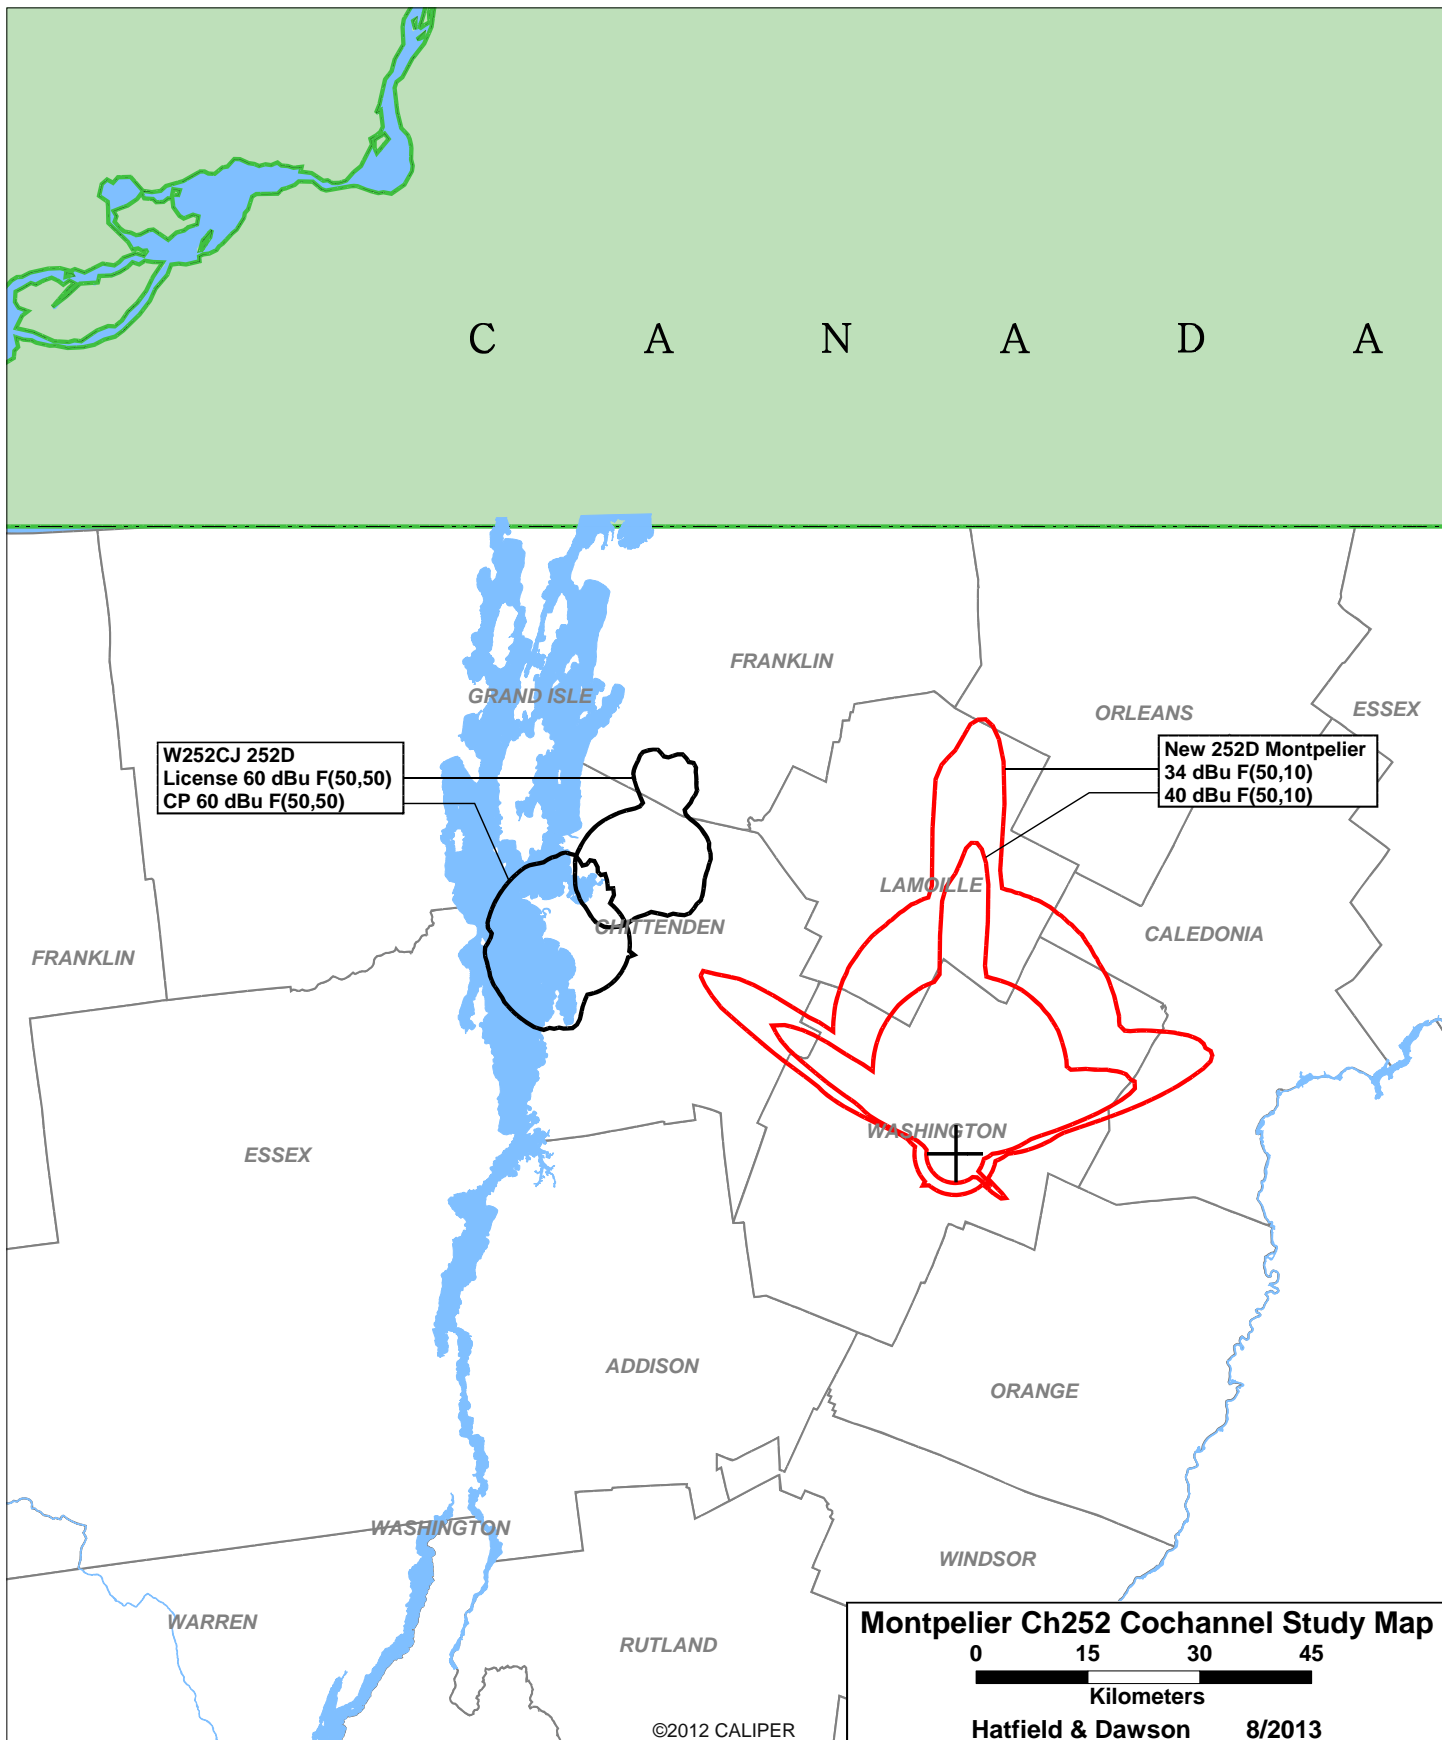 C A N A D A
FRANKLIN
GRAND ISLE
ORLEANS
ESSEX
W252CJ 252D
License 60 dBu F(50,50)
CP 60 dBu F(50,50)
New 252D Montpelier
34 dBu F(50,10)
40 dBu F(50,10)
LAMOILLE
CHITTENDEN
CALEDONIA
FRANKLIN
WASHINGTON
ESSEX
ADDISON
ORANGE
WASHINGTON
WINDSOR
WARREN
RUTLAND
Montpelier Ch252 Cochannel Study Map
0 15 30 45
Kilometers
Hatfield & Dawson 8/2013
©2012 CALIPER